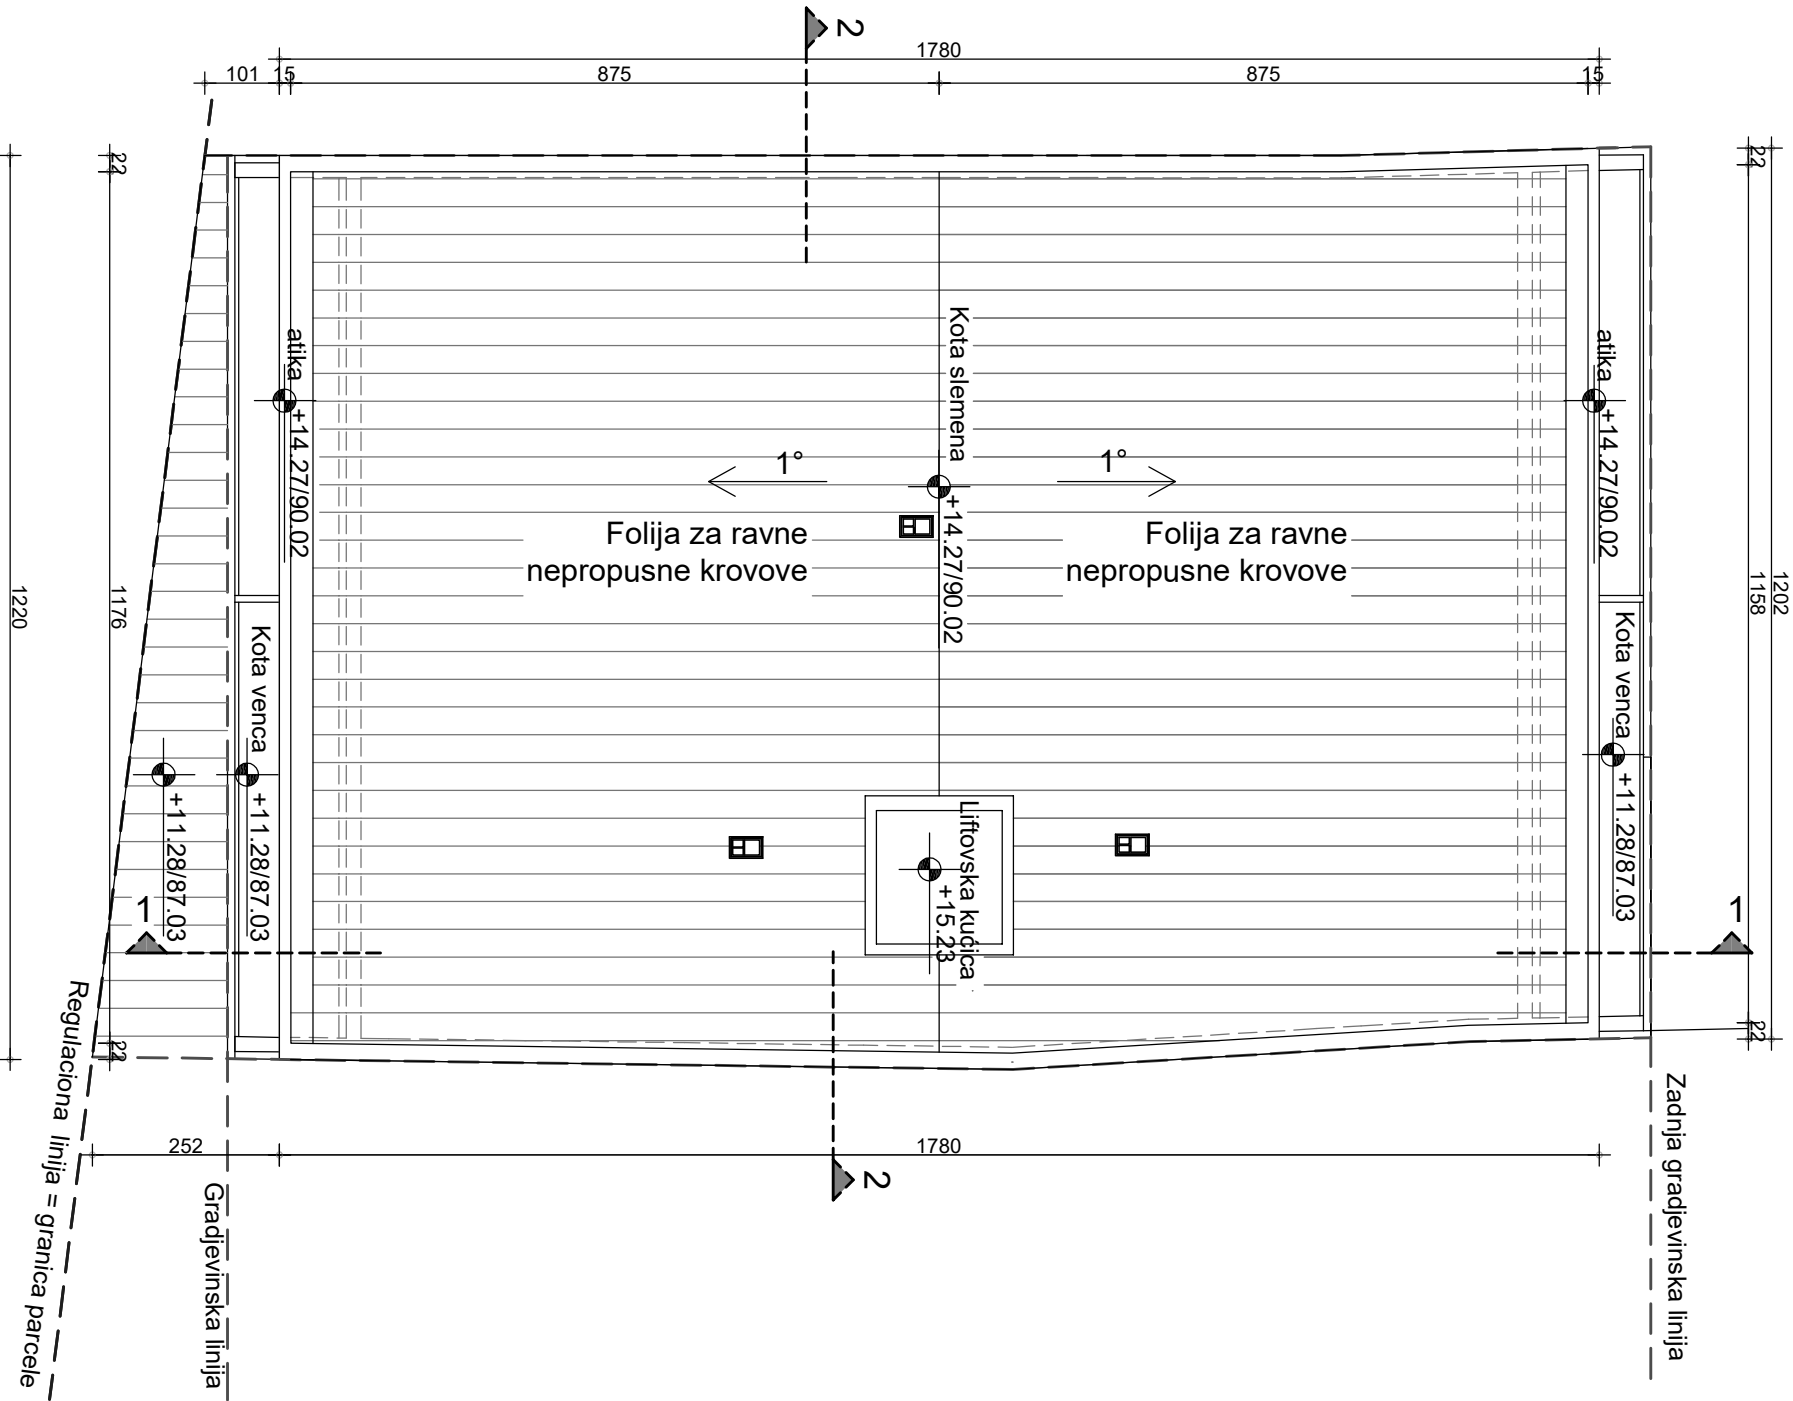 2
1780
101
15
875
875
15
22
22
atika
+14.27/90.02
Kota slemena
+14.27/90.02
atika
+14.27/90.02
1°
1°
Folija za ravne
nepropusne krovove
Folija za ravne
nepropusne krovove
1220
1176
1158
1202
Kota venca
+11.28/87.03
+11.28/87.03
Kota venca
+11.28/87.03
Liftovska kućica
+15.23
1
1
22
22
252
1780
2
Regulaciona linija = granica parcele
Gradjevinska linija
Zadnja gradjevinska linija